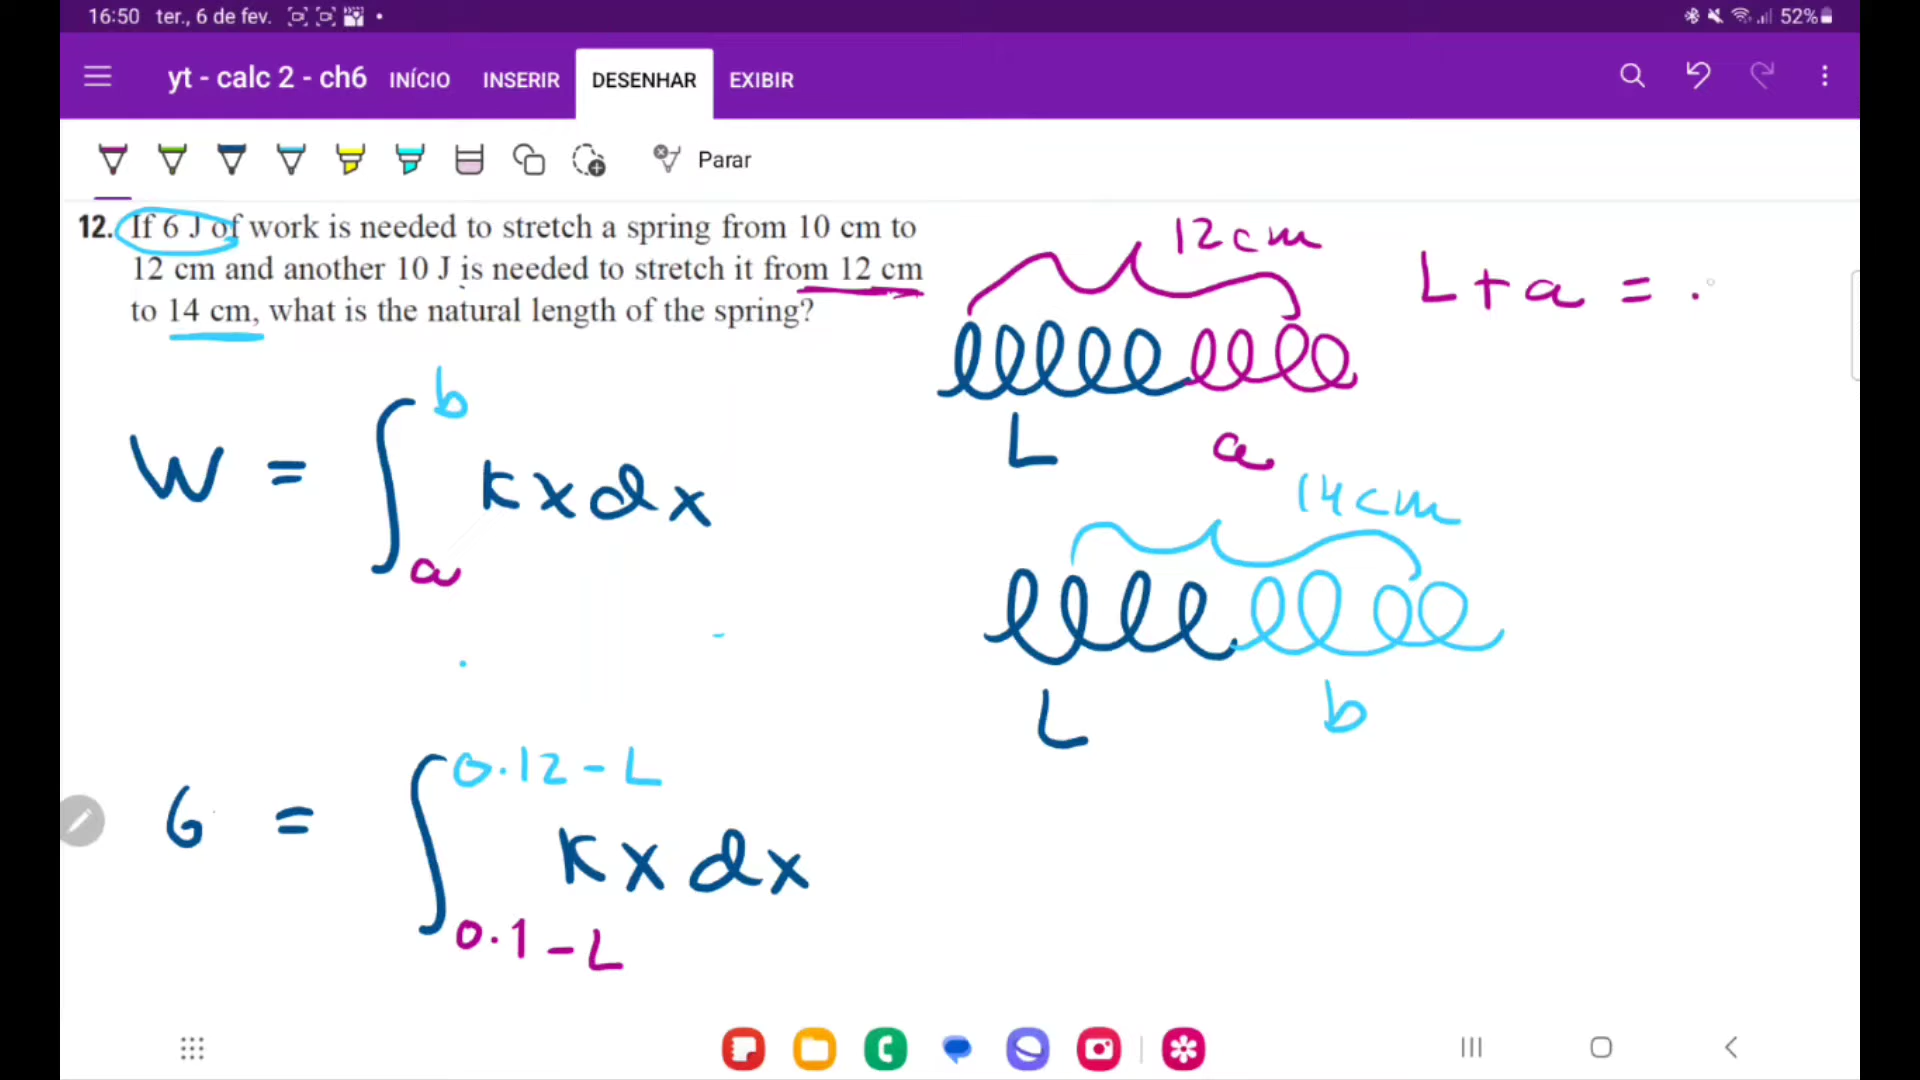 16:50 ter., 6 de fev.
52%
yt - calc 2 - ch6 INÍCIO INSERIR DESENHAR EXIBIR
Parar
12. If 6 J of work is needed to stretch a spring from 10 cm to
12 cm and another 10 J is needed to stretch it from 12 cm
to 14 cm, what is the natural length of the spring?
12cm
L + a = .
L
a
W = ∫ₐᵇ kx dx
14cm
L
b
6 = ∫ 0.12 - L
kx dx
0.1 - L